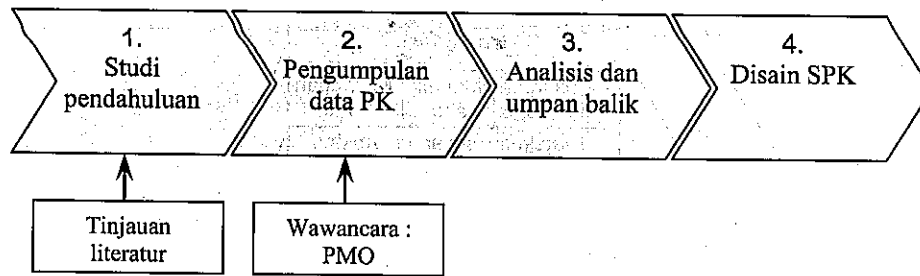 1.
Studi
pendahuluan
2.
Pengumpulan
data PK
3.
Analisis dan
umpan balik
4.
Disain SPK
Tinjauan
literatur
Wawancara :
PMO